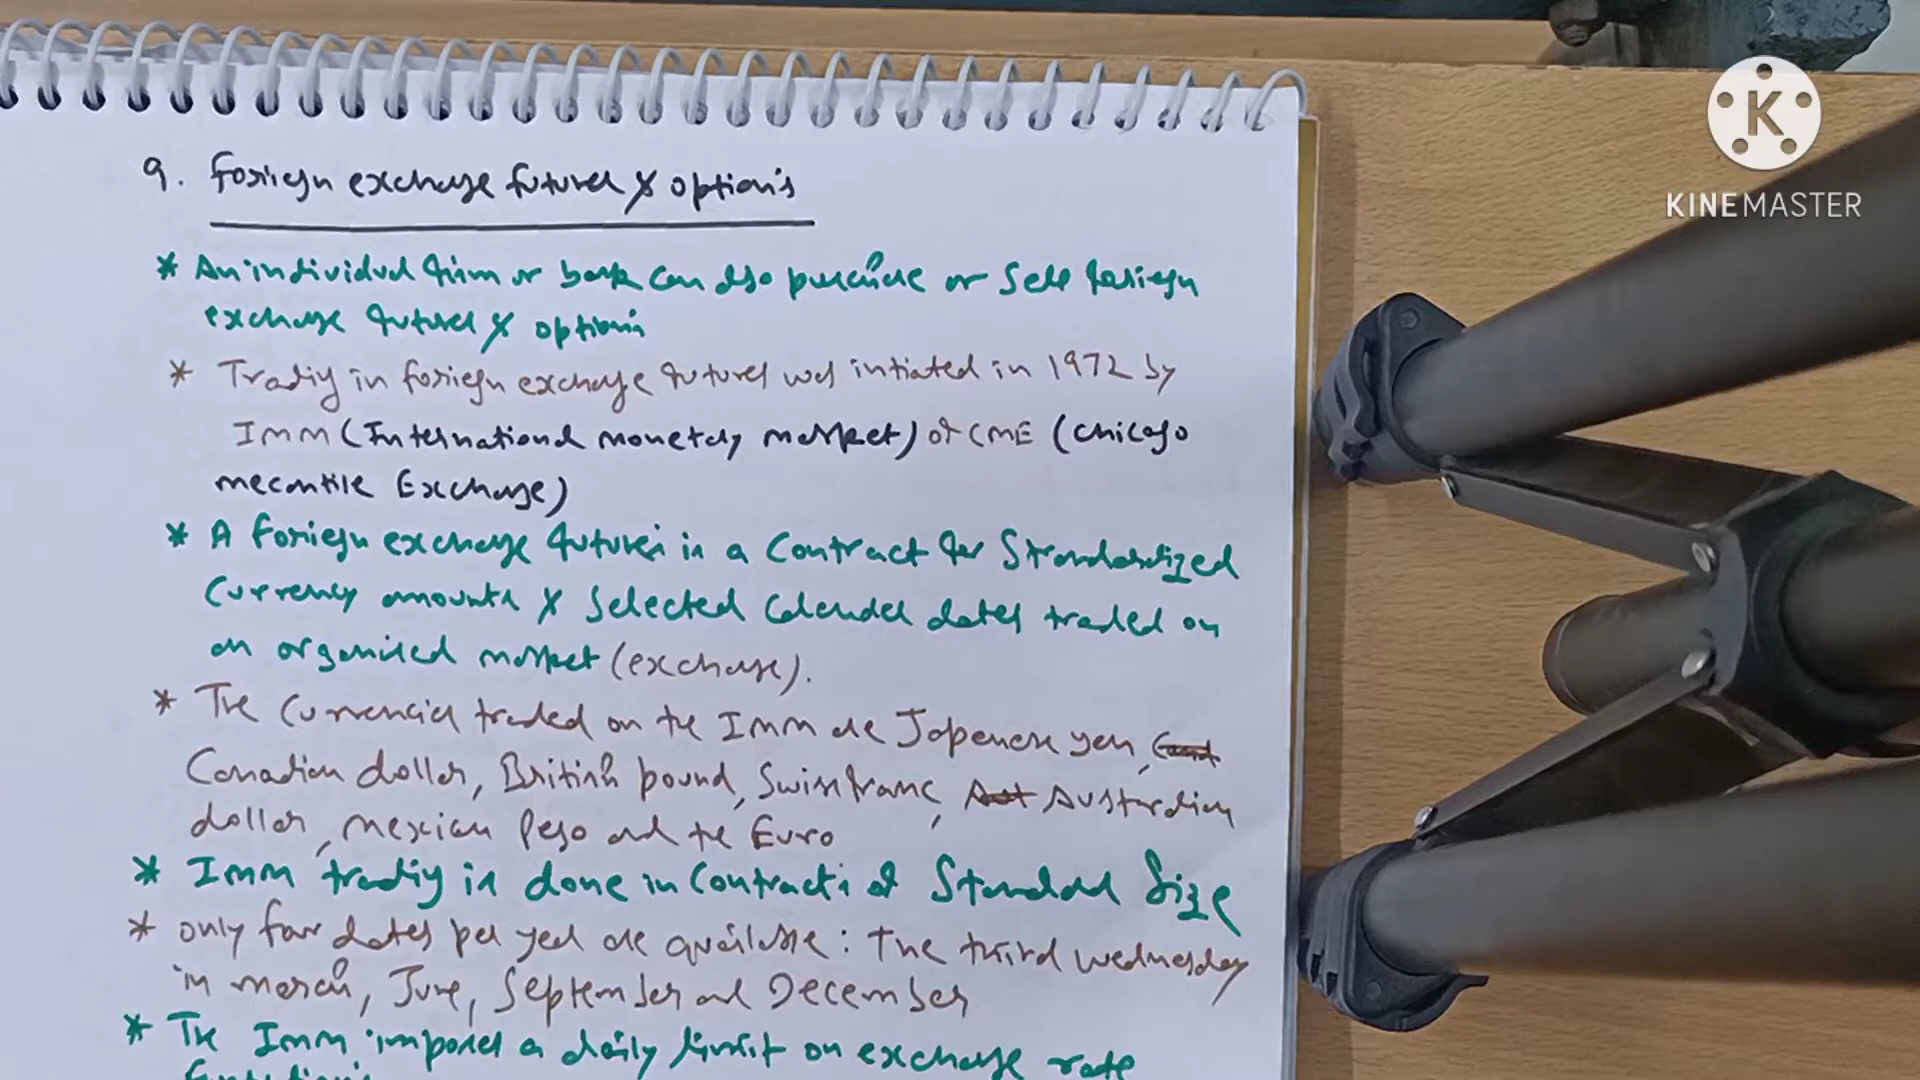 9. Foriegn exchange futures & options
* An individual firm or bank can also purchase or sell foriegn
exchange futures & options
* Trading in foriegn exchange futures was intiated in 1972 by
IMM (International monetary market) of CME (chicago
mecantile Exchange)
* A foriegn exchange futures is a contract for Standardized
currency amounts & selected calender dates traded on
an organised market (exchange).
* The currencies traded on the IMM are Japenese yen,
Canadian dollar, British pound, Swiss franc, Australian
dollar, mexican Peso and the Euro
* Imm trading is done in contracts of Standard Size
* only four dates per year are available: The third wednesday
in march, June, September and December
* The Imm imposes a daily limit on exchange rate
K
KINEMASTER